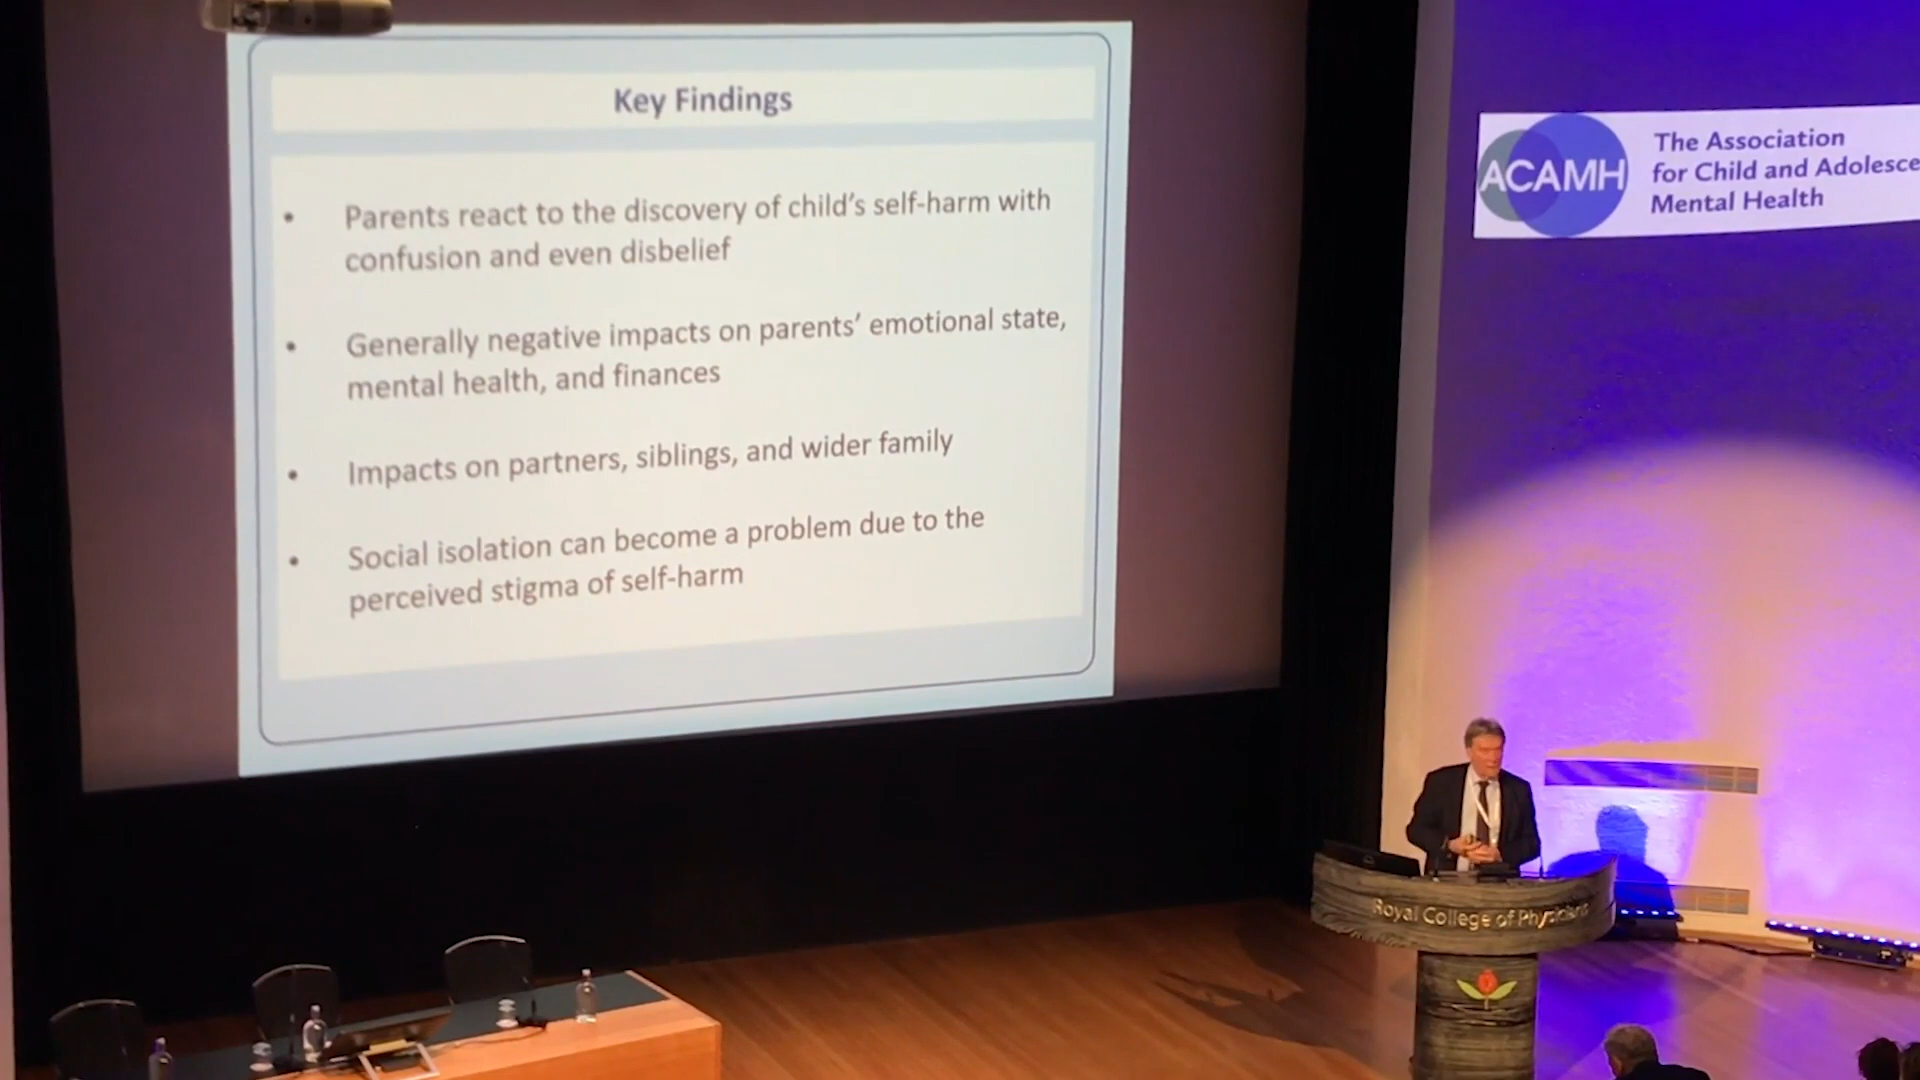 Key Findings
• Parents react to the discovery of child's self-harm with
confusion and even disbelief
• Generally negative impacts on parents' emotional state,
mental health, and finances
• Impacts on partners, siblings, and wider family
• Social isolation can become a problem due to the
perceived stigma of self-harm
ACAMH
The Association
for Child and Adolesce
Mental Health
Royal College of Physicians